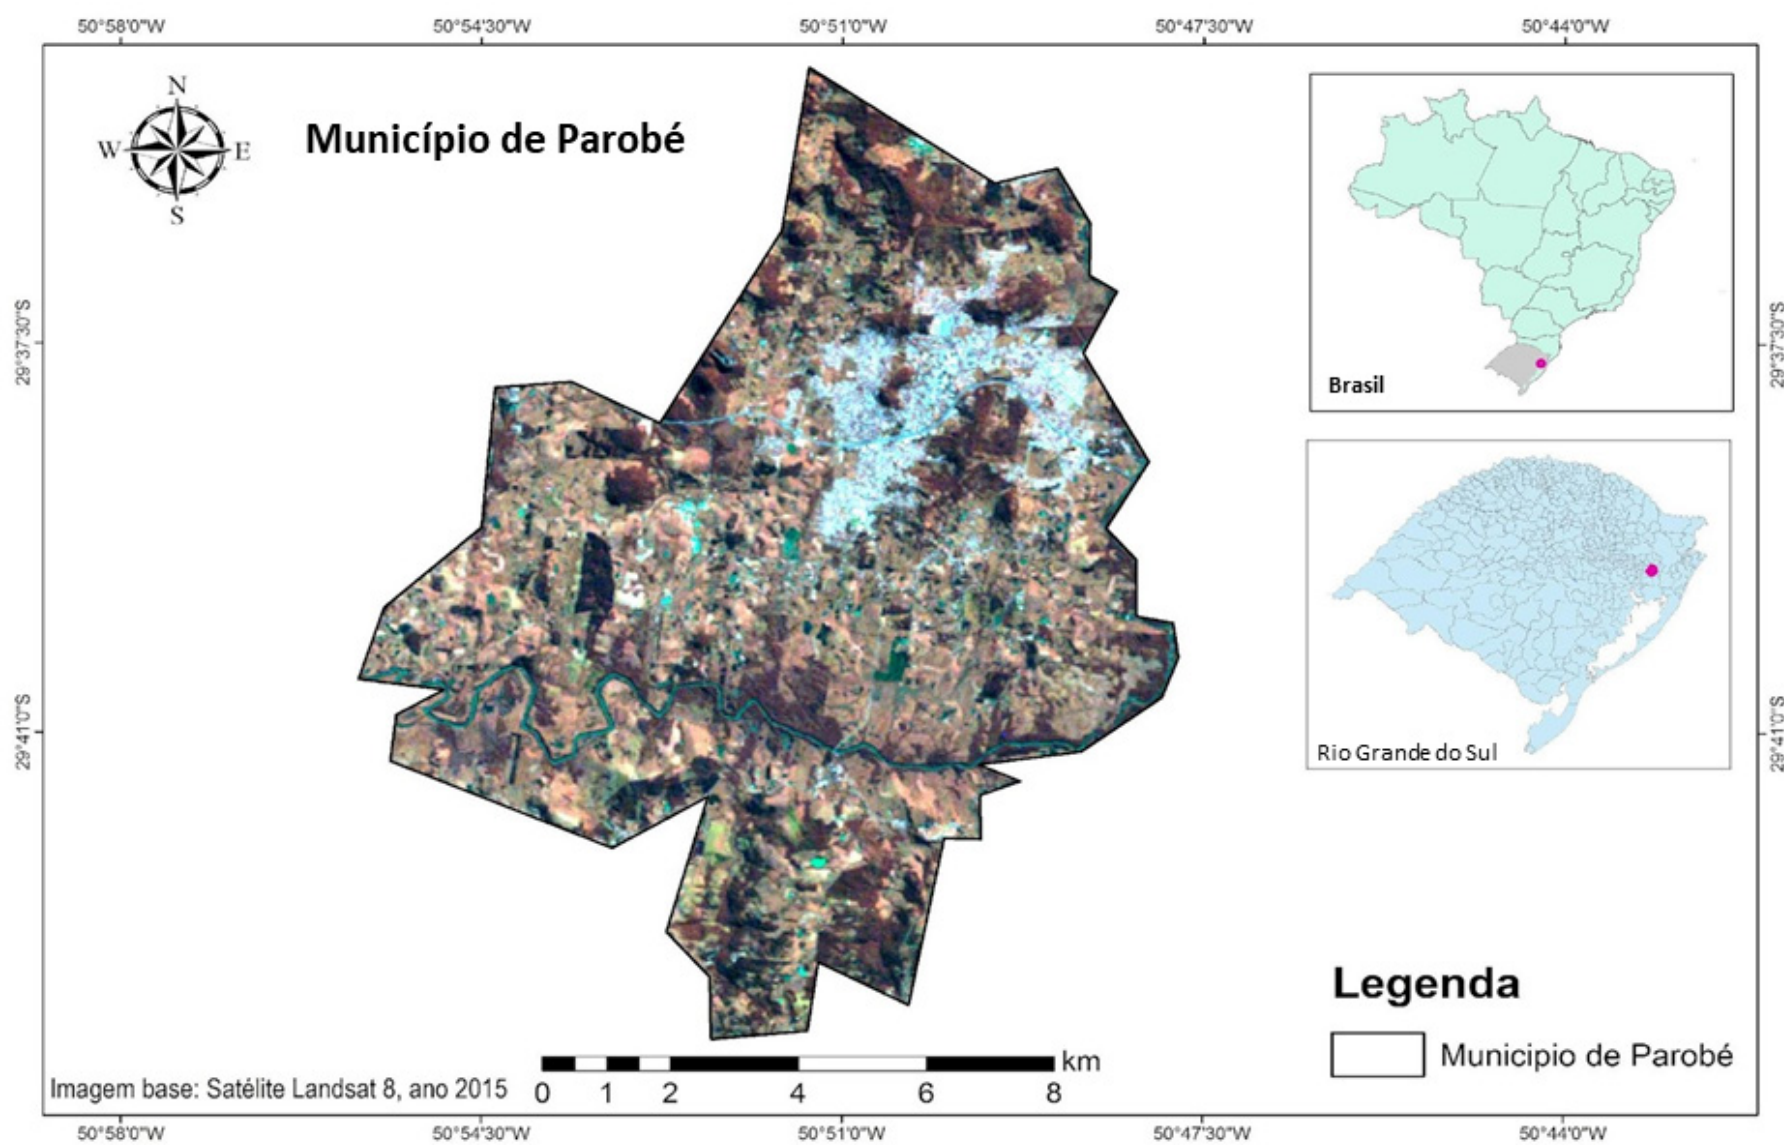 50°58'0"W 50°54'30"W 50°51'0"W 50°47'30"W 50°44'0"W
N
W E
S
Município de Parobé
29°37'30"S
29°37'30"S
Brasil
29°41'0"S
29°41'0"S
Rio Grande do Sul
Legenda
Municipio de Parobé
km
0 1 2 4 6 8
Imagem base: Satélite Landsat 8, ano 2015
50°58'0"W 50°54'30"W 50°51'0"W 50°47'30"W 50°44'0"W